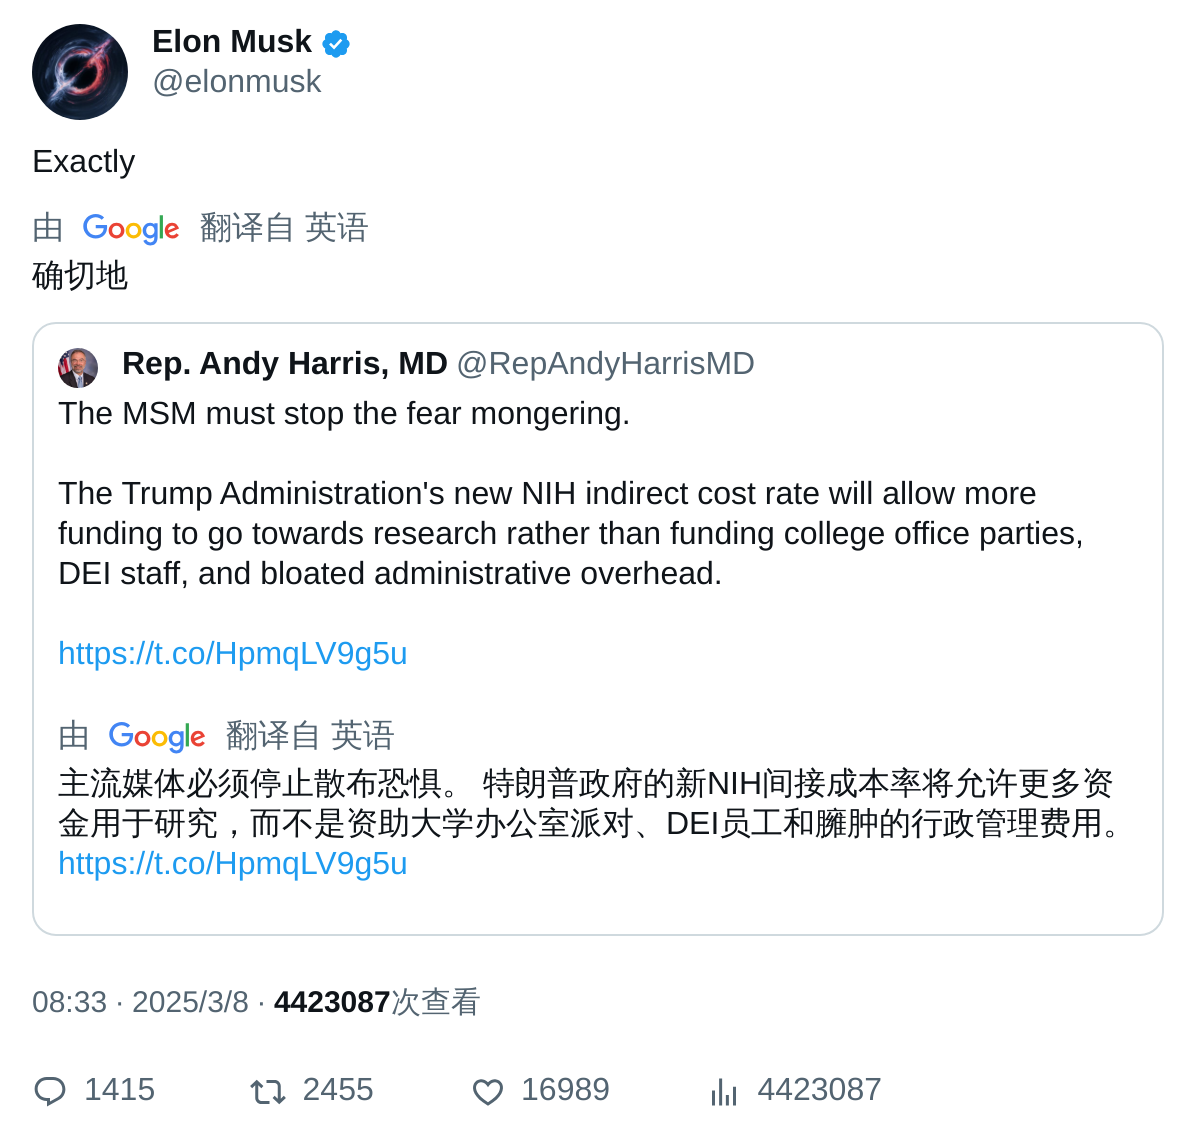 Elon Musk
@elonmusk
Exactly
由 Google 翻译自 英语
确切地
Rep. Andy Harris, MD @RepAndyHarrisMD
The MSM must stop the fear mongering.
The Trump Administration's new NIH indirect cost rate will allow more
funding to go towards research rather than funding college office parties,
DEI staff, and bloated administrative overhead.
https://t.co/HpmqLV9g5u
由 Google 翻译自 英语
主流媒体必须停止散布恐惧。 特朗普政府的新NIH间接成本率将允许更多资
金用于研究，而不是资助大学办公室派对、DEI员工和臃肿的行政管理费用。
https://t.co/HpmqLV9g5u
08:33 · 2025/3/8 · 4423087次查看
1415 2455 16989 4423087